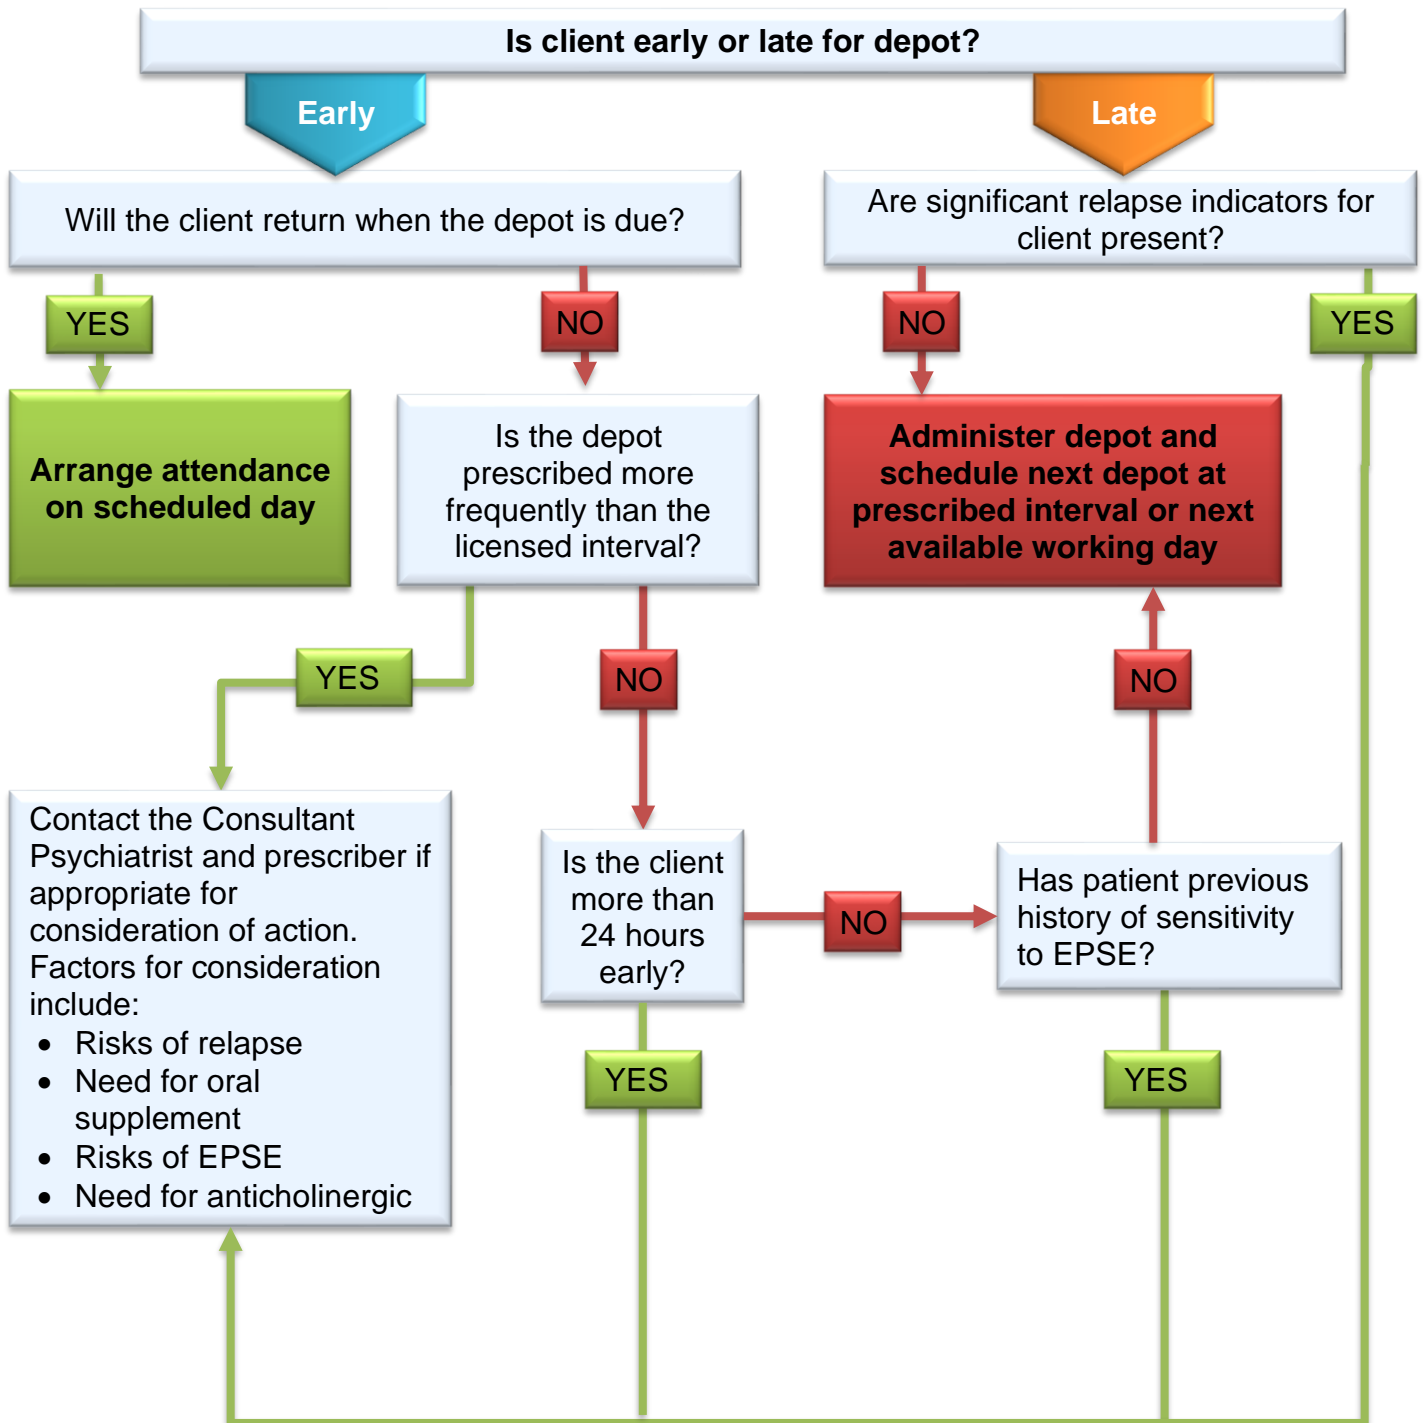 Is client early or late for depot?
Early
Late
Will the client return when the depot is due?
Are significant relapse indicators for
client present?
YES
NO
NO
YES
Arrange attendance
on scheduled day
Is the depot
prescribed more
frequently than the
licensed interval?
Administer depot and
schedule next depot at
prescribed interval or next
available working day
YES
NO
NO
Contact the Consultant
Psychiatrist and prescriber if
appropriate for
consideration of action.
Factors for consideration
include:
• Risks of relapse
• Need for oral
supplement
• Risks of EPSE
• Need for anticholinergic
Is the client
more than
24 hours
early?
NO
Has patient previous
history of sensitivity
to EPSE?
YES
YES